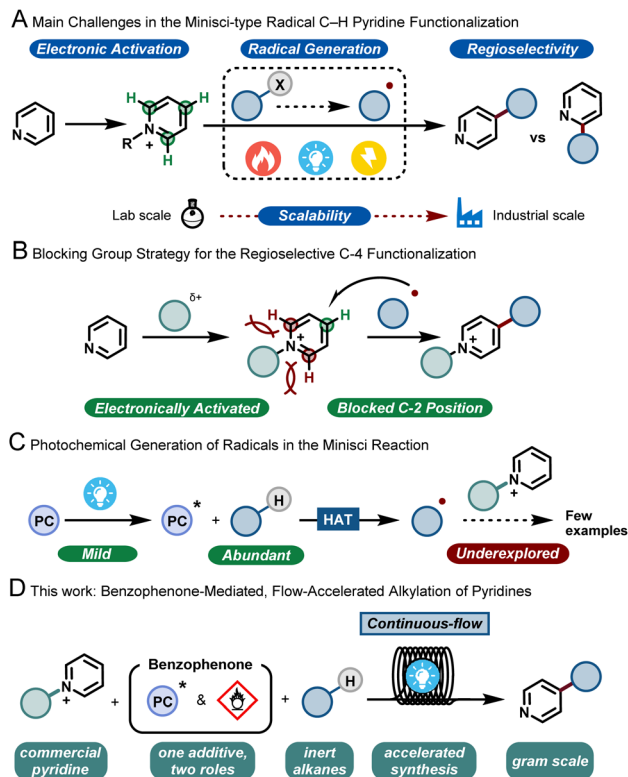 A Main Challenges in the Minisci-type Radical C–H Pyridine Functionalization
Electronic Activation
Radical Generation
Regioselectivity
N
H
H
N
R
+
H
X
N
vs
N
Lab scale
Scalability
Industrial scale
B Blocking Group Strategy for the Regioselective C-4 Functionalization
N
δ+
H
H
N
+
H
N
+
Electronically Activated
Blocked C-2 Position
C Photochemical Generation of Radicals in the Minisci Reaction
PC
PC*
+
H
HAT
N
+
Few
examples
Mild
Abundant
Underexplored
D This work: Benzophenone-Mediated, Flow-Accelerated Alkylation of Pyridines
Continuous-flow
N
+
+
Benzophenone
PC*
&
+
H
N
commercial
pyridine
one additive,
two roles
inert
alkanes
accelerated
synthesis
gram scale